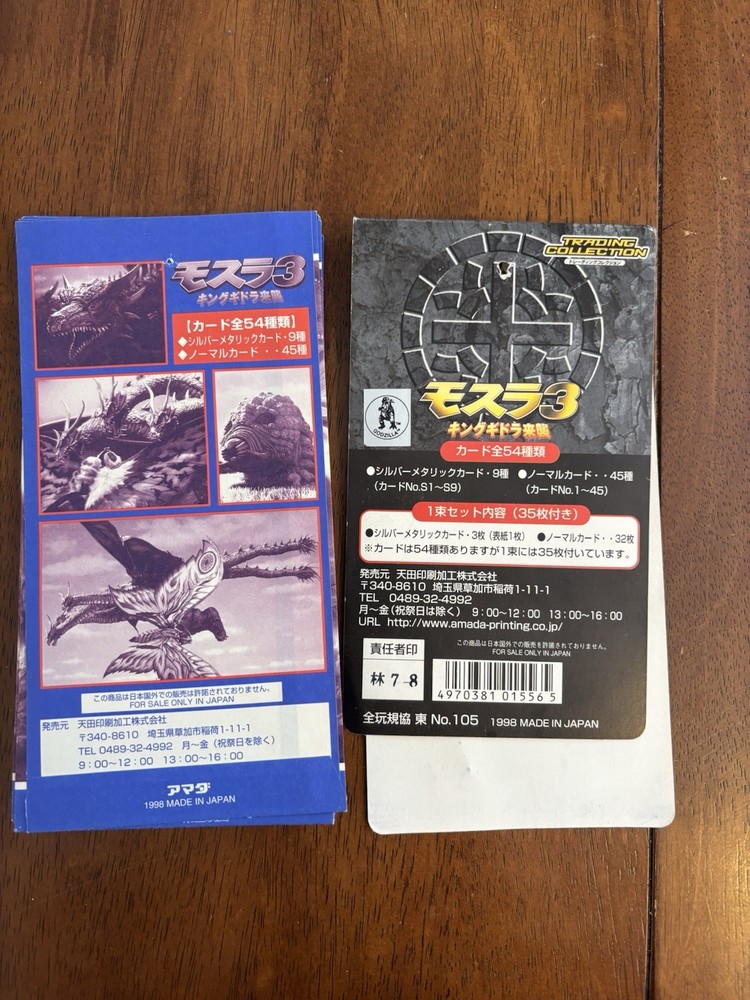 モスラ3
キングギドラ来襲
【カード全54種類】
◆シルバーメタリックカード・9種
◆ノーマルカード・・45種
この商品は日本国外での販売は許諾されておりません。
FOR SALE ONLY IN JAPAN
発売元 天田印刷加工株式会社
〒340-8610 埼玉県草加市稲荷1-11-1
TEL 0489-32-4992 月〜金(祝祭日を除く)
9:00〜12:00 13:00〜16:00
アマダ
1998 MADE IN JAPAN
TRADING
COLLECTION
トレーディングコレクション
モスラ3
キングギドラ来襲
GODZILLA
カード全54種類
●シルバーメタリックカード・9種 ●ノーマルカード・・45種
(カードNo.S1〜S9) (カードNo.1〜45)
1束セット内容(35枚付き)
●シルバーメタリックカード・3枚(表紙1枚) ●ノーマルカード・・32枚
※カードは54種類ありますが1束には35枚付いています。
発売元 天田印刷加工株式会社
〒340-8610 埼玉県草加市稲荷1-11-1
TEL 0489-32-4992
月〜金(祝祭日は除く) 9:00〜12:00 13:00〜16:00
URL http://www.amada-printing.co.jp/
この商品は日本国外での販売を許諾されておりません。
FOR SALE ONLY IN JAPAN
責任者印
林 7-8
4970381 015565
全玩規協 東 No.105 1998 MADE IN JAPAN